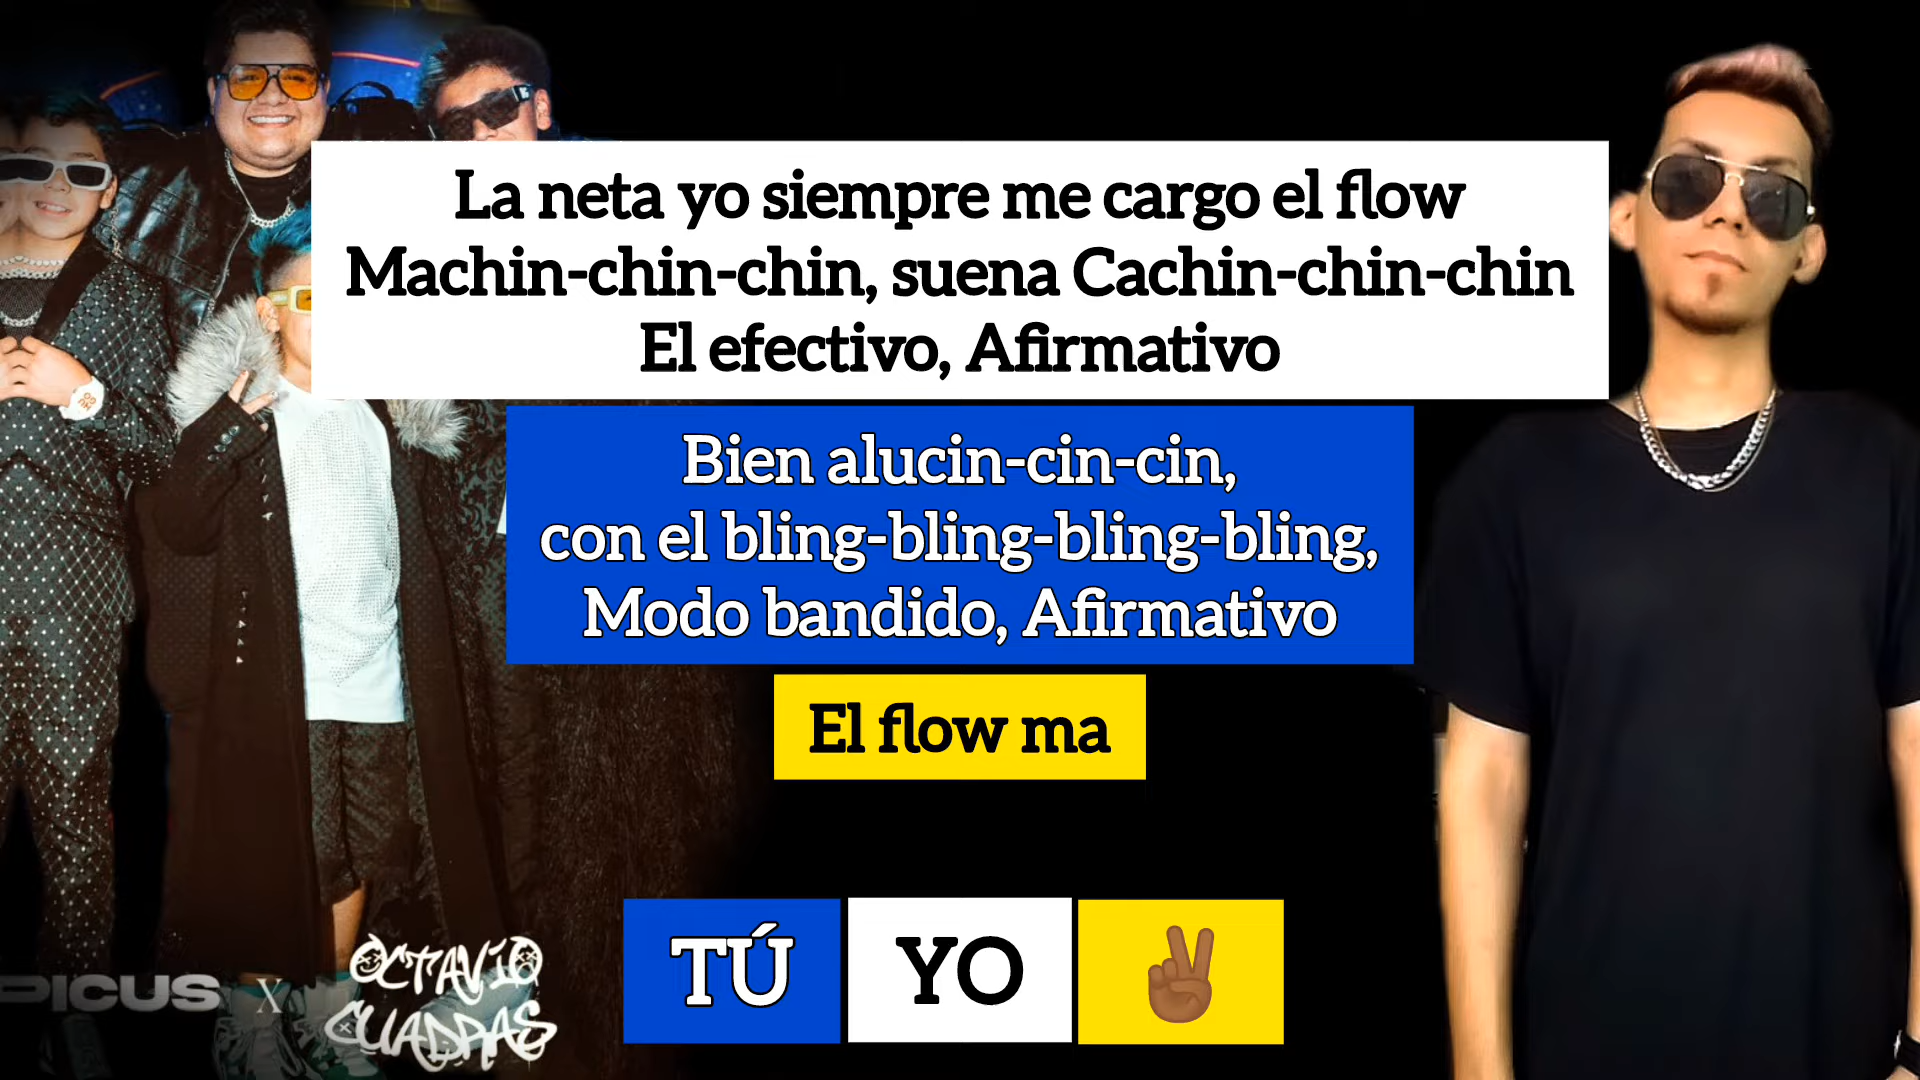 La neta yo siempre me cargo el flow
Machin-chin-chin, suena Cachin-chin-chin
El efectivo, Afirmativo
Bien alucin-cin-cin,
con el bling-bling-bling-bling,
Modo bandido, Afirmativo
El flow ma
TÚ YO ✌🏾
PICUS X OCTAVIO
CUADRAS